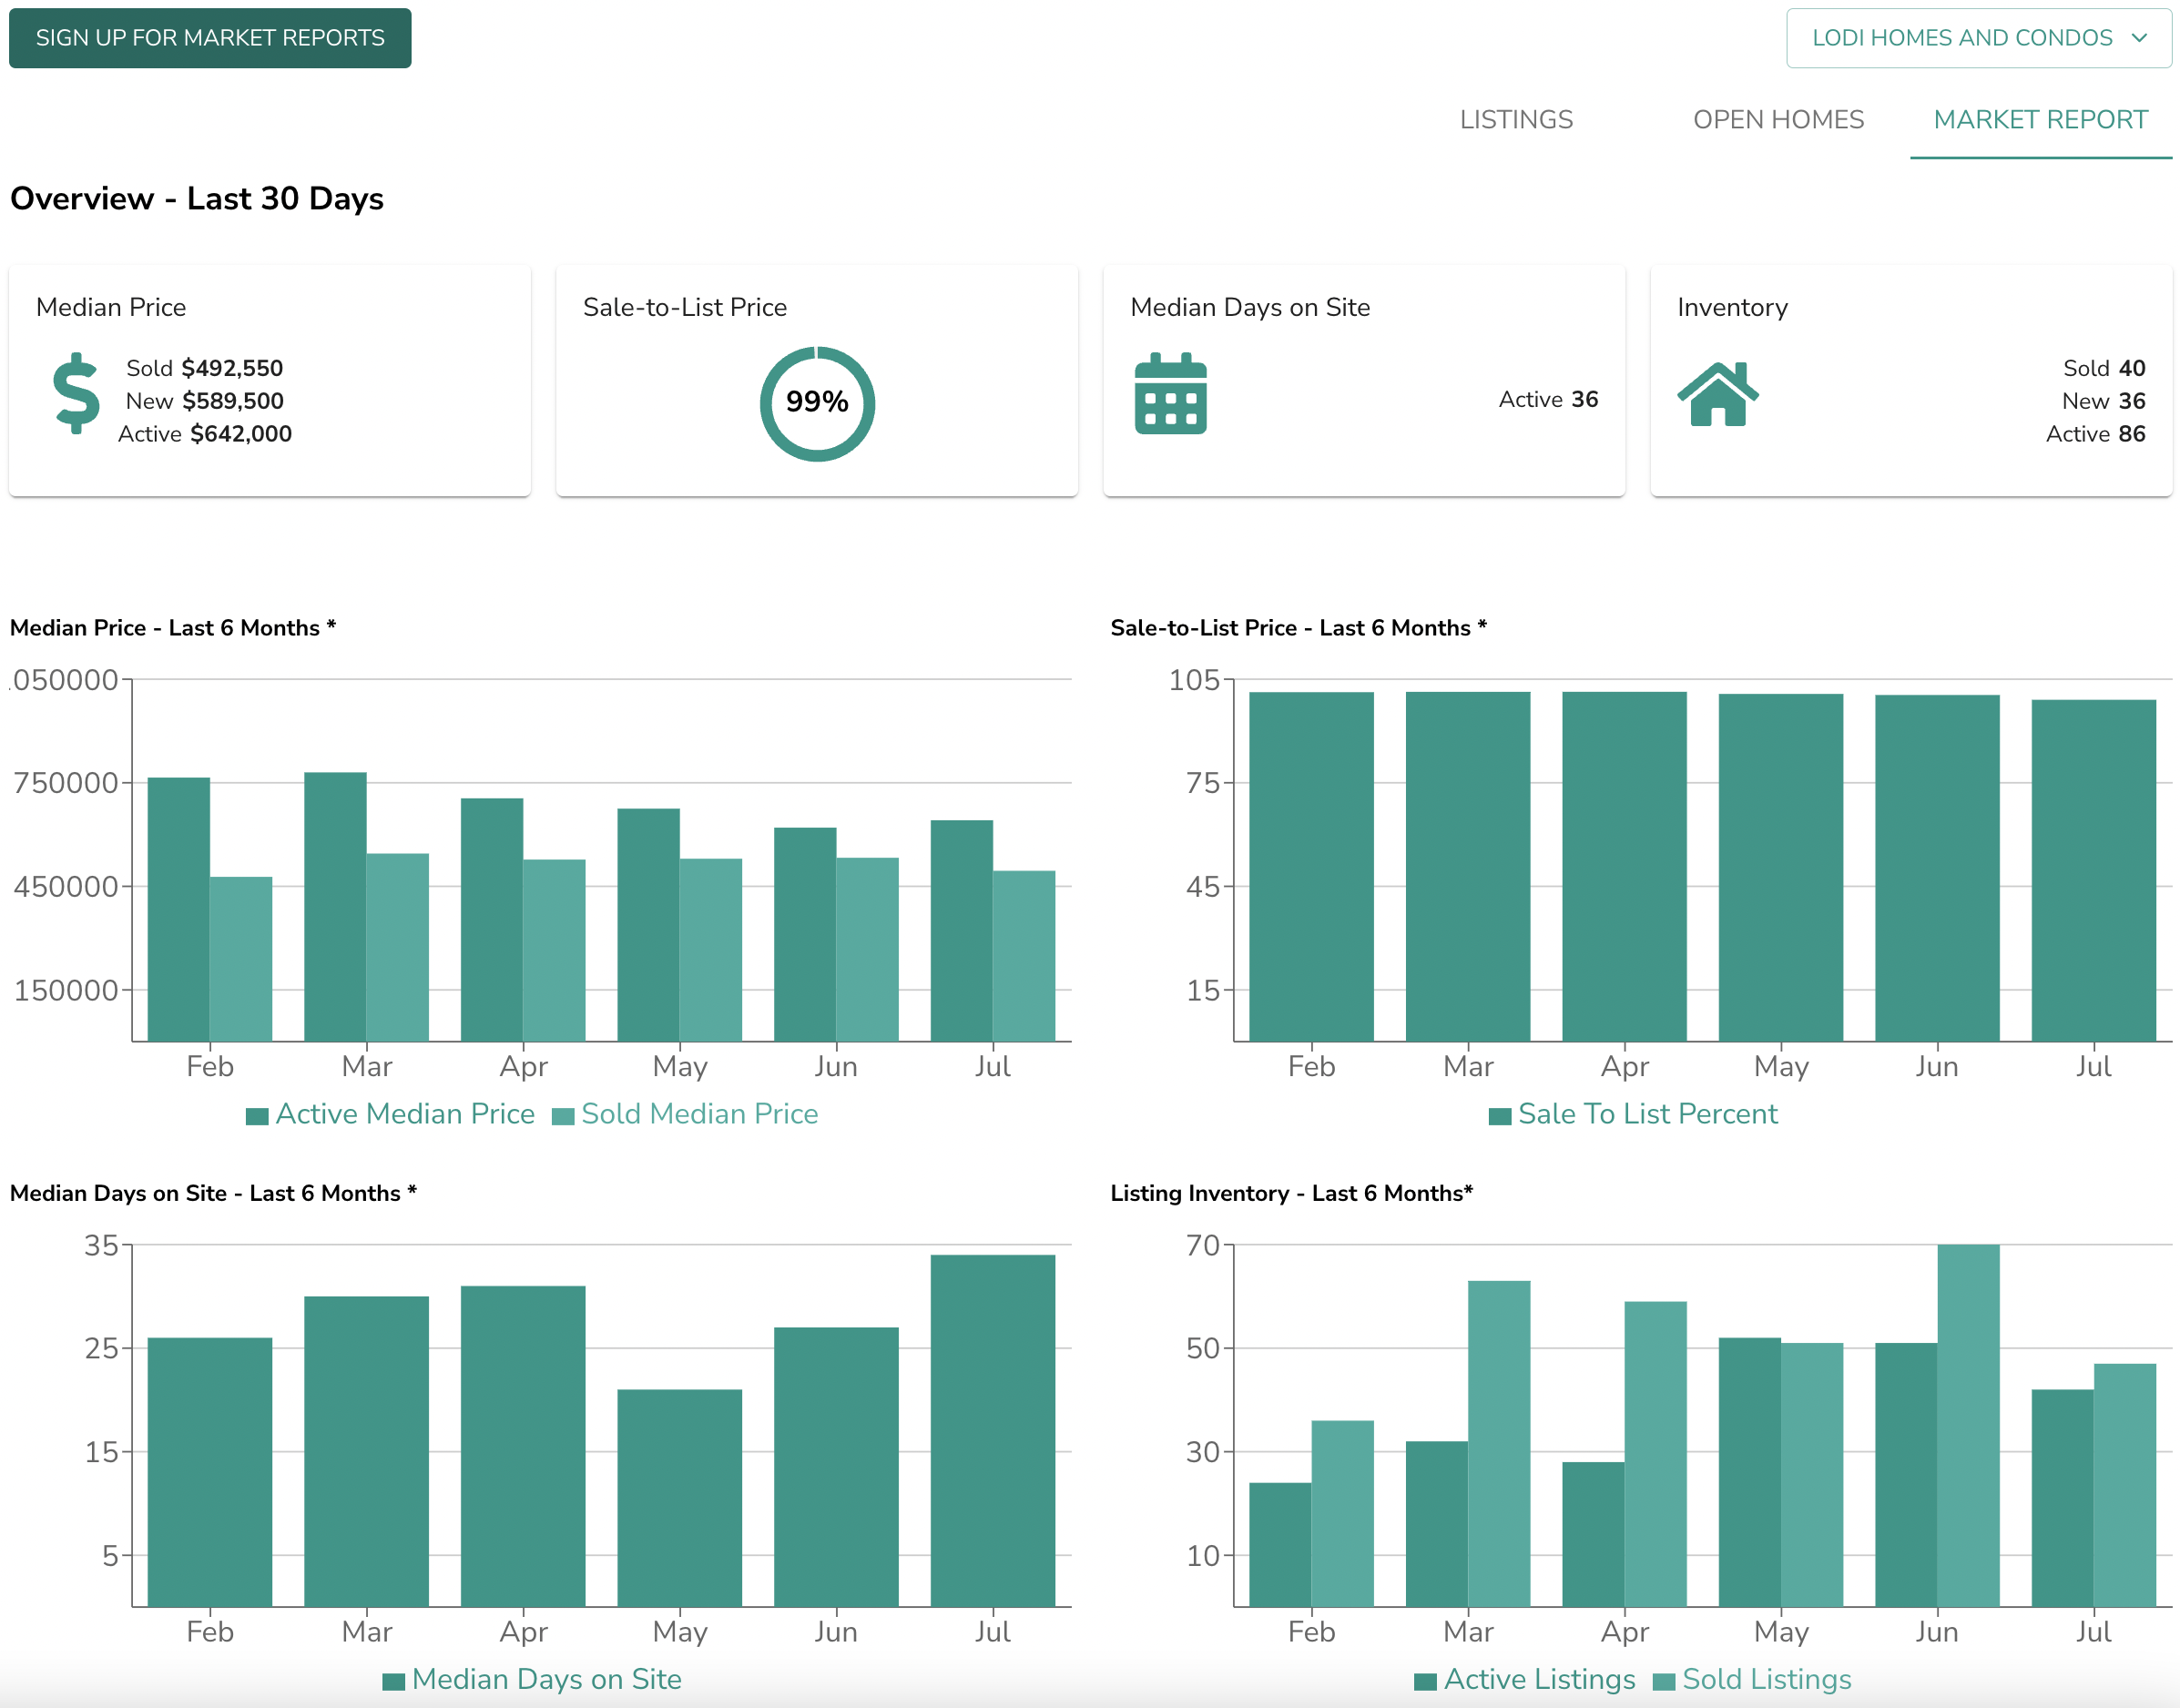 SIGN UP FOR MARKET REPORTS
LODI HOMES AND CONDOS
LISTINGS
OPEN HOMES
MARKET REPORT
Overview - Last 30 Days
Median Price
Sold $492,550
New $589,500
Active $642,000
Sale-to-List Price
99%
Median Days on Site
Active 36
Inventory
Sold 40
New 36
Active 86
Median Price - Last 6 Months *
050000
750000
450000
150000
Feb Mar Apr May Jun Jul
Active Median Price Sold Median Price
Sale-to-List Price - Last 6 Months *
105
75
45
15
Feb Mar Apr May Jun Jul
Sale To List Percent
Median Days on Site - Last 6 Months *
35
25
15
5
Feb Mar Apr May Jun Jul
Median Days on Site
Listing Inventory - Last 6 Months*
70
50
30
10
Feb Mar Apr May Jun Jul
Active Listings Sold Listings